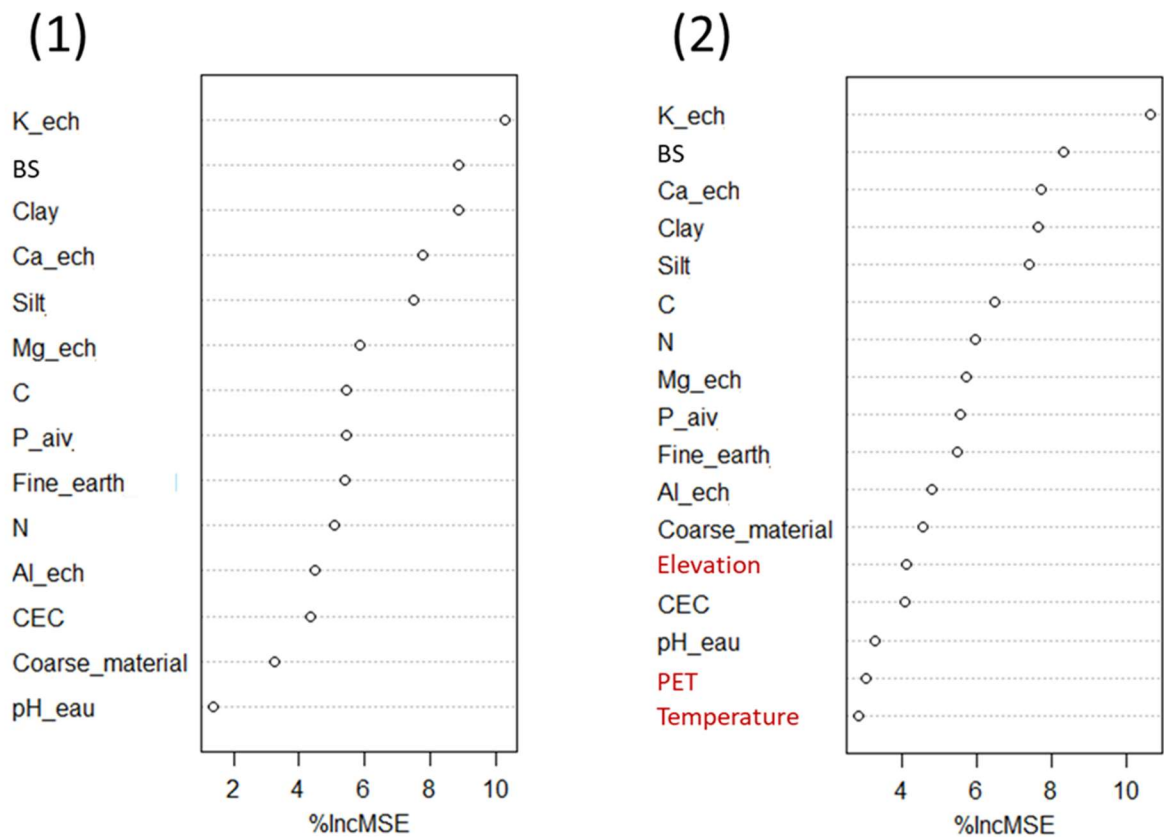 (1)
K_ech
BS
Clay
Ca_ech
Silt
Mg_ech
C
P_aiv
Fine_earth
N
Al_ech
CEC
Coarse_material
pH_eau
2 4 6 8 10
%IncMSE
(2)
K_ech
BS
Ca_ech
Clay
Silt
C
N
Mg_ech
P_aiv
Fine_earth
Al_ech
Coarse_material
Elevation
CEC
pH_eau
PET
Temperature
4 6 8 10
%IncMSE